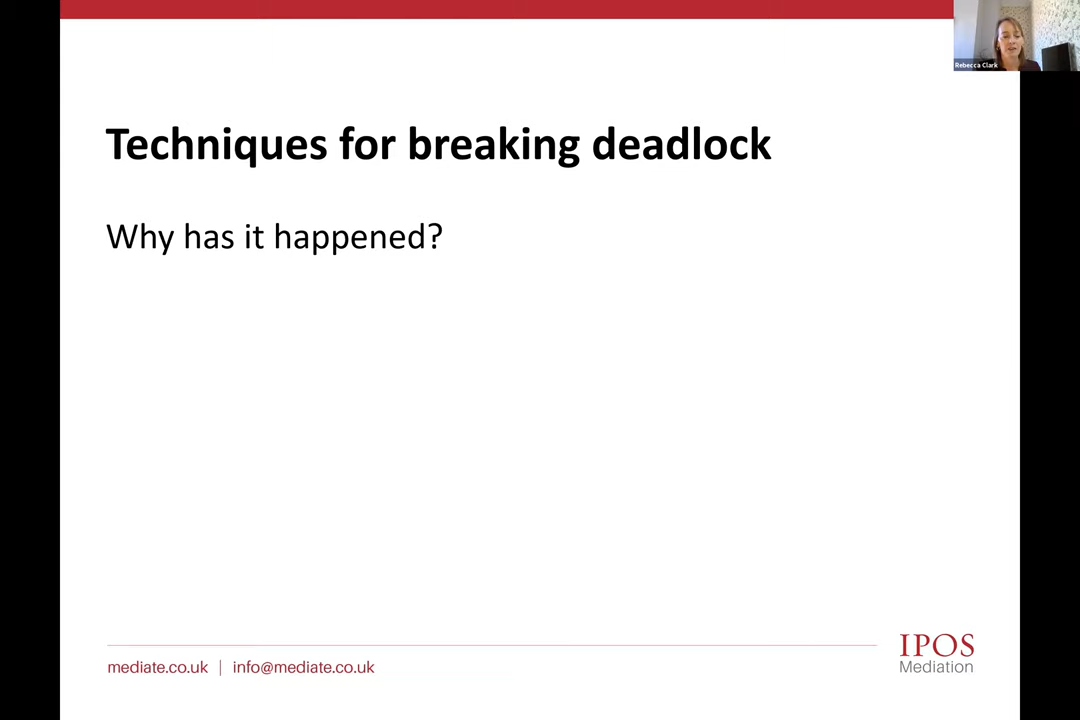 Rebecca Clark
Techniques for breaking deadlock
Why has it happened?
mediate.co.uk | info@mediate.co.uk
IPOS
Mediation